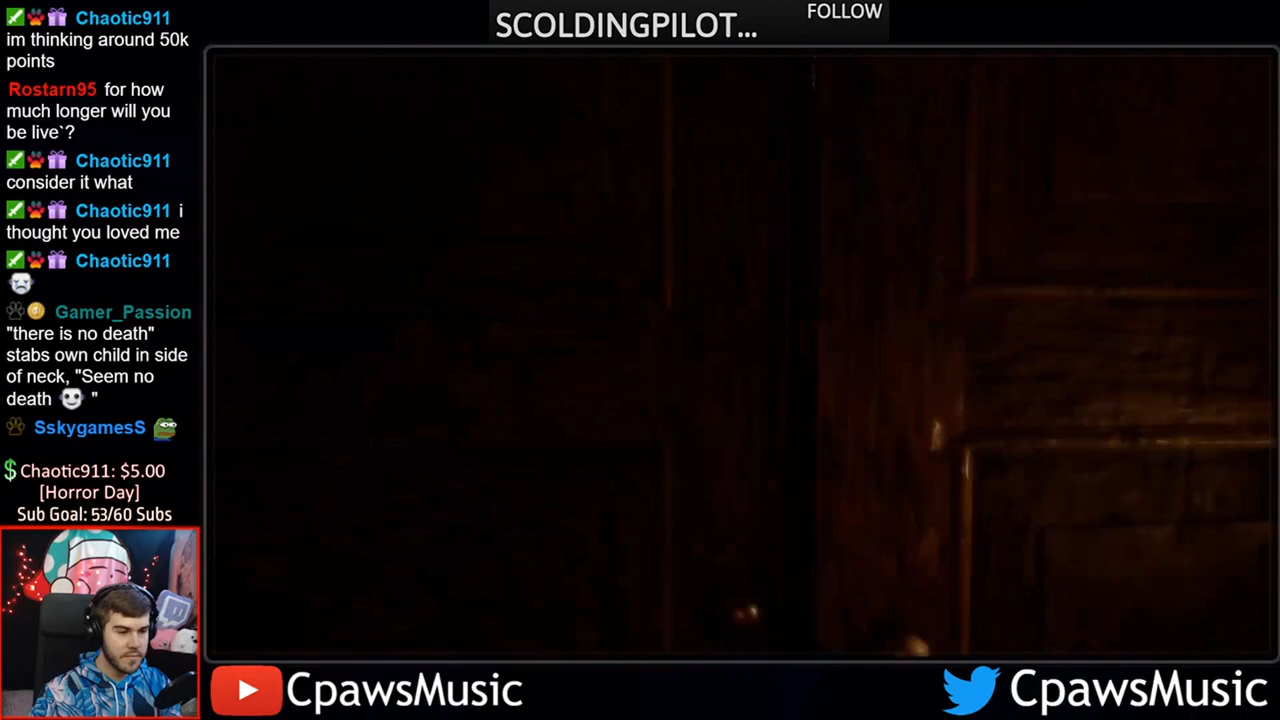 Chaotic911
im thinking around 50k
points
Rostarn95 for how
much longer will you
be live`?
Chaotic911
consider it what
Chaotic911 i
thought you loved me
Chaotic911
Gamer_Passion
"there is no death"
stabs own child in side
of neck, "Seem no
death "
SskygamesS
$ Chaotic911: $5.00
[Horror Day]
Sub Goal: 53/60 Subs
SCOLDINGPILOT...
FOLLOW
CpawsMusic
CpawsMusic